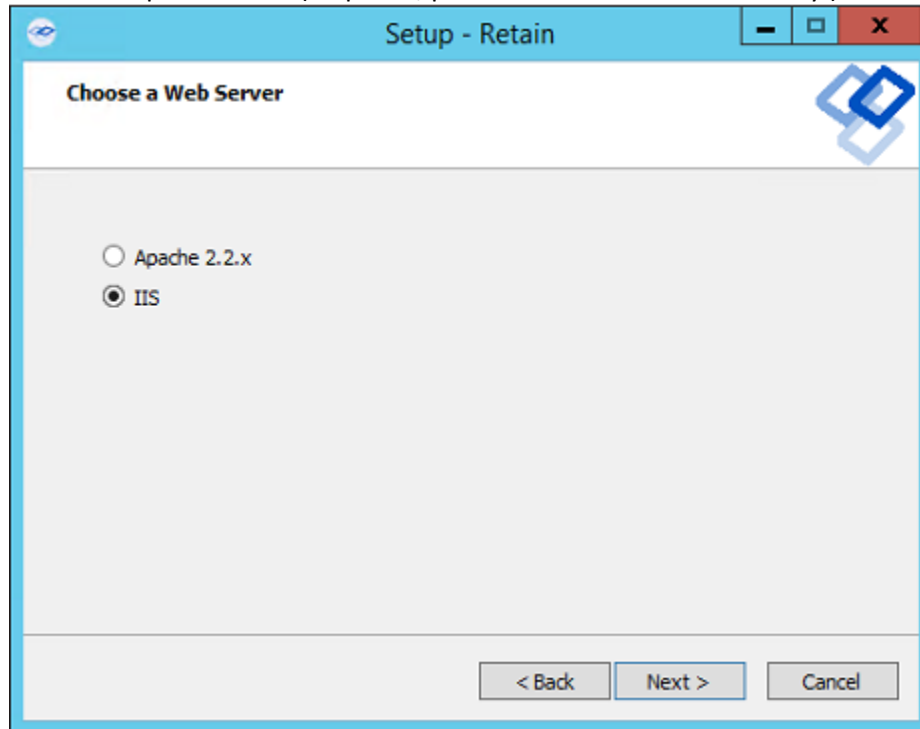 Setup - Retain
Choose a Web Server
Apache 2.2.x
IIS
< Back Next > Cancel